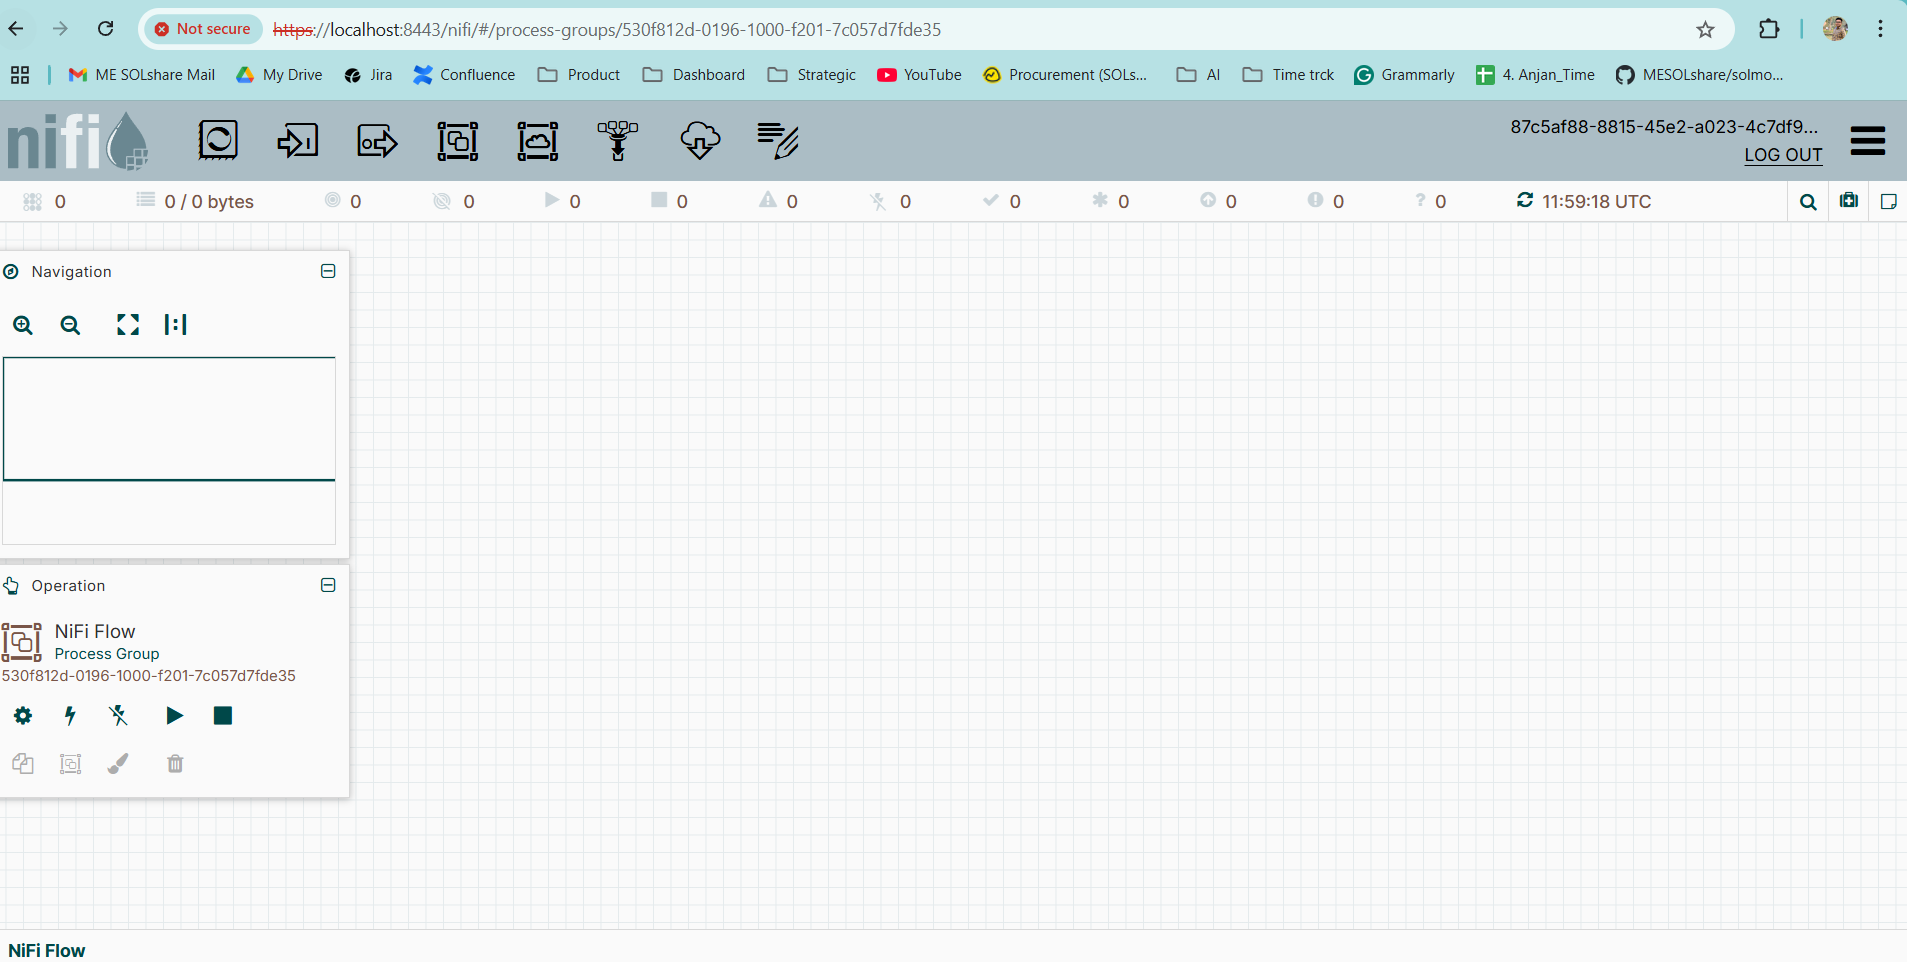 Not secure https://localhost:8443/nifi/#/process-groups/530f812d-0196-1000-f201-7c057d7fde35
ME SOLshare Mail My Drive Jira Confluence Product Dashboard Strategic YouTube Procurement (SOLs... AI Time trck Grammarly 4. Anjan_Time MESOLshare/solmo...
nifi
87c5af88-8815-45e2-a023-4c7df9...
LOG OUT
0 0 / 0 bytes 0 0 0 0 0 0 0 0 0 0 ? 0 11:59:18 UTC
Navigation
Operation
NiFi Flow
Process Group
530f812d-0196-1000-f201-7c057d7fde35
NiFi Flow